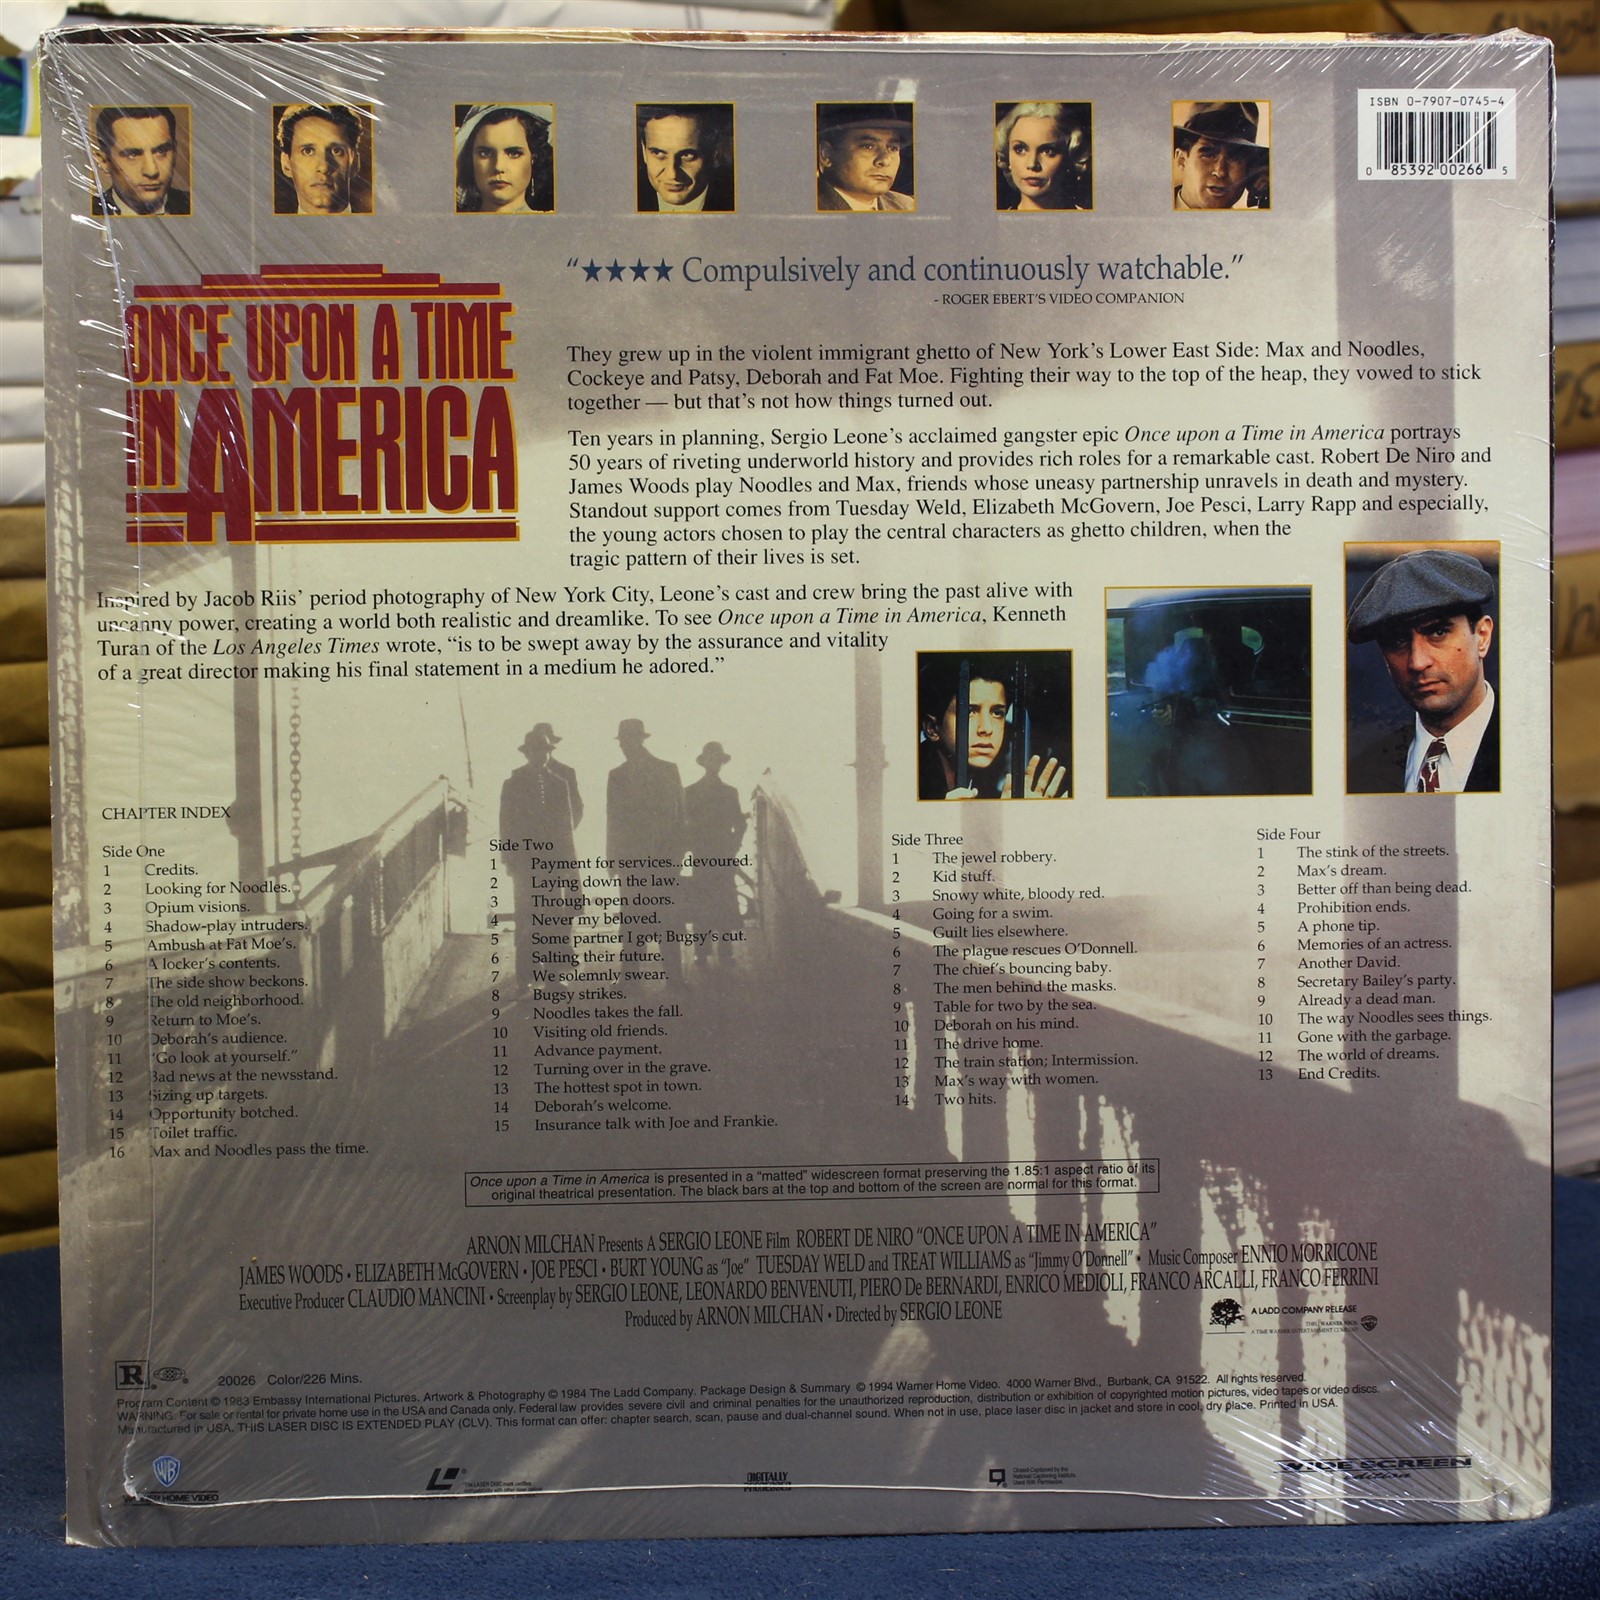 ISBN 0-7907-0745-4
0 85392 00266 5
"★★★★ Compulsively and continuously watchable."
- ROGER EBERT'S VIDEO COMPANION
ONCE UPON A TIME
IN AMERICA
They grew up in the violent immigrant ghetto of New York's Lower East Side: Max and Noodles,
Cockeye and Patsy, Deborah and Fat Moe. Fighting their way to the top of the heap, they vowed to stick
together — but that's not how things turned out.
Ten years in planning, Sergio Leone's acclaimed gangster epic Once upon a Time in America portrays
50 years of riveting underworld history and provides rich roles for a remarkable cast. Robert De Niro and
James Woods play Noodles and Max, friends whose uneasy partnership unravels in death and mystery.
Standout support comes from Tuesday Weld, Elizabeth McGovern, Joe Pesci, Larry Rapp and especially,
the young actors chosen to play the central characters as ghetto children, when the
tragic pattern of their lives is set.
Inspired by Jacob Riis' period photography of New York City, Leone's cast and crew bring the past alive with
uncanny power, creating a world both realistic and dreamlike. To see Once upon a Time in America, Kenneth
Turan of the Los Angeles Times wrote, "is to be swept away by the assurance and vitality
of a great director making his final statement in a medium he adored."
CHAPTER INDEX
Side One
1 Credits.
2 Looking for Noodles.
3 Opium visions.
4 Shadow-play intruders.
5 Ambush at Fat Moe's.
6 A locker's contents.
7 The side show beckons.
8 The old neighborhood.
9 Return to Moe's.
10 Deborah's audience.
11 "Go look at yourself."
12 Bad news at the newsstand.
13 Sizing up targets.
14 Opportunity botched.
15 Toilet traffic.
16 Max and Noodles pass the time.
Side Two
1 Payment for services...devoured.
2 Laying down the law.
3 Through open doors.
4 Never my beloved.
5 Some partner I got; Bugsy's cut.
6 Salting their future.
7 We solemnly swear.
8 Bugsy strikes.
9 Noodles takes the fall.
10 Visiting old friends.
11 Advance payment.
12 Turning over in the grave.
13 The hottest spot in town.
14 Deborah's welcome.
15 Insurance talk with Joe and Frankie.
Side Three
1 The jewel robbery.
2 Kid stuff.
3 Snowy white, bloody red.
4 Going for a swim.
5 Guilt lies elsewhere.
6 The plague rescues O'Donnell.
7 The chief's bouncing baby.
8 The men behind the masks.
9 Table for two by the sea.
10 Deborah on his mind.
11 The drive home.
12 The train station; Intermission.
13 Max's way with women.
14 Two hits.
Side Four
1 The stink of the streets.
2 Max's dream.
3 Better off than being dead.
4 Prohibition ends.
5 A phone tip.
6 Memories of an actress.
7 Another David.
8 Secretary Bailey's party.
9 Already a dead man.
10 The way Noodles sees things.
11 Gone with the garbage.
12 The world of dreams.
13 End Credits.
Once upon a Time in America is presented in a "matted" widescreen format preserving the 1.85:1 aspect ratio of its
original theatrical presentation. The black bars at the top and bottom of the screen are normal for this format.
ARNON MILCHAN Presents A SERGIO LEONE Film ROBERT DE NIRO "ONCE UPON A TIME IN AMERICA"
JAMES WOODS • ELIZABETH McGOVERN • JOE PESCI • BURT YOUNG as "Joe" TUESDAY WELD and TREAT WILLIAMS as "Jimmy O'Donnell" • Music Composer ENNIO MORRICONE
Executive Producer CLAUDIO MANCINI • Screenplay by SERGIO LEONE, LEONARDO BENVENUTI, PIERO De BERNARDI, ENRICO MEDIOLI, FRANCO ARCALLI, FRANCO FERRINI
Produced by ARNON MILCHAN • Directed by SERGIO LEONE
A LADD COMPANY RELEASE
THRU WARNER BROS.
A TIME WARNER ENTERTAINMENT COMPANY
R 20026 Color/226 Mins.
Program Content © 1983 Embassy International Pictures. Artwork & Photography © 1984 The Ladd Company. Package Design & Summary © 1994 Warner Home Video. 4000 Warner Blvd., Burbank, CA 91522. All rights reserved.
WARNING: For sale or rental for private home use in the USA and Canada only. Federal law provides severe civil and criminal penalties for the unauthorized reproduction, distribution or exhibition of copyrighted motion pictures, video tapes or video discs.
Manufactured in USA. THIS LASER DISC IS EXTENDED PLAY (CLV). This format can offer: chapter search, scan, pause and dual-channel sound. When not in use, place laser disc in jacket and store in cool, dry place. Printed in USA.
WB
WARNER HOME VIDEO
DIGITALLY
Closed Captioned by the
National Captioning Institute.
Used With Permission.
WIDE SCREEN
edition